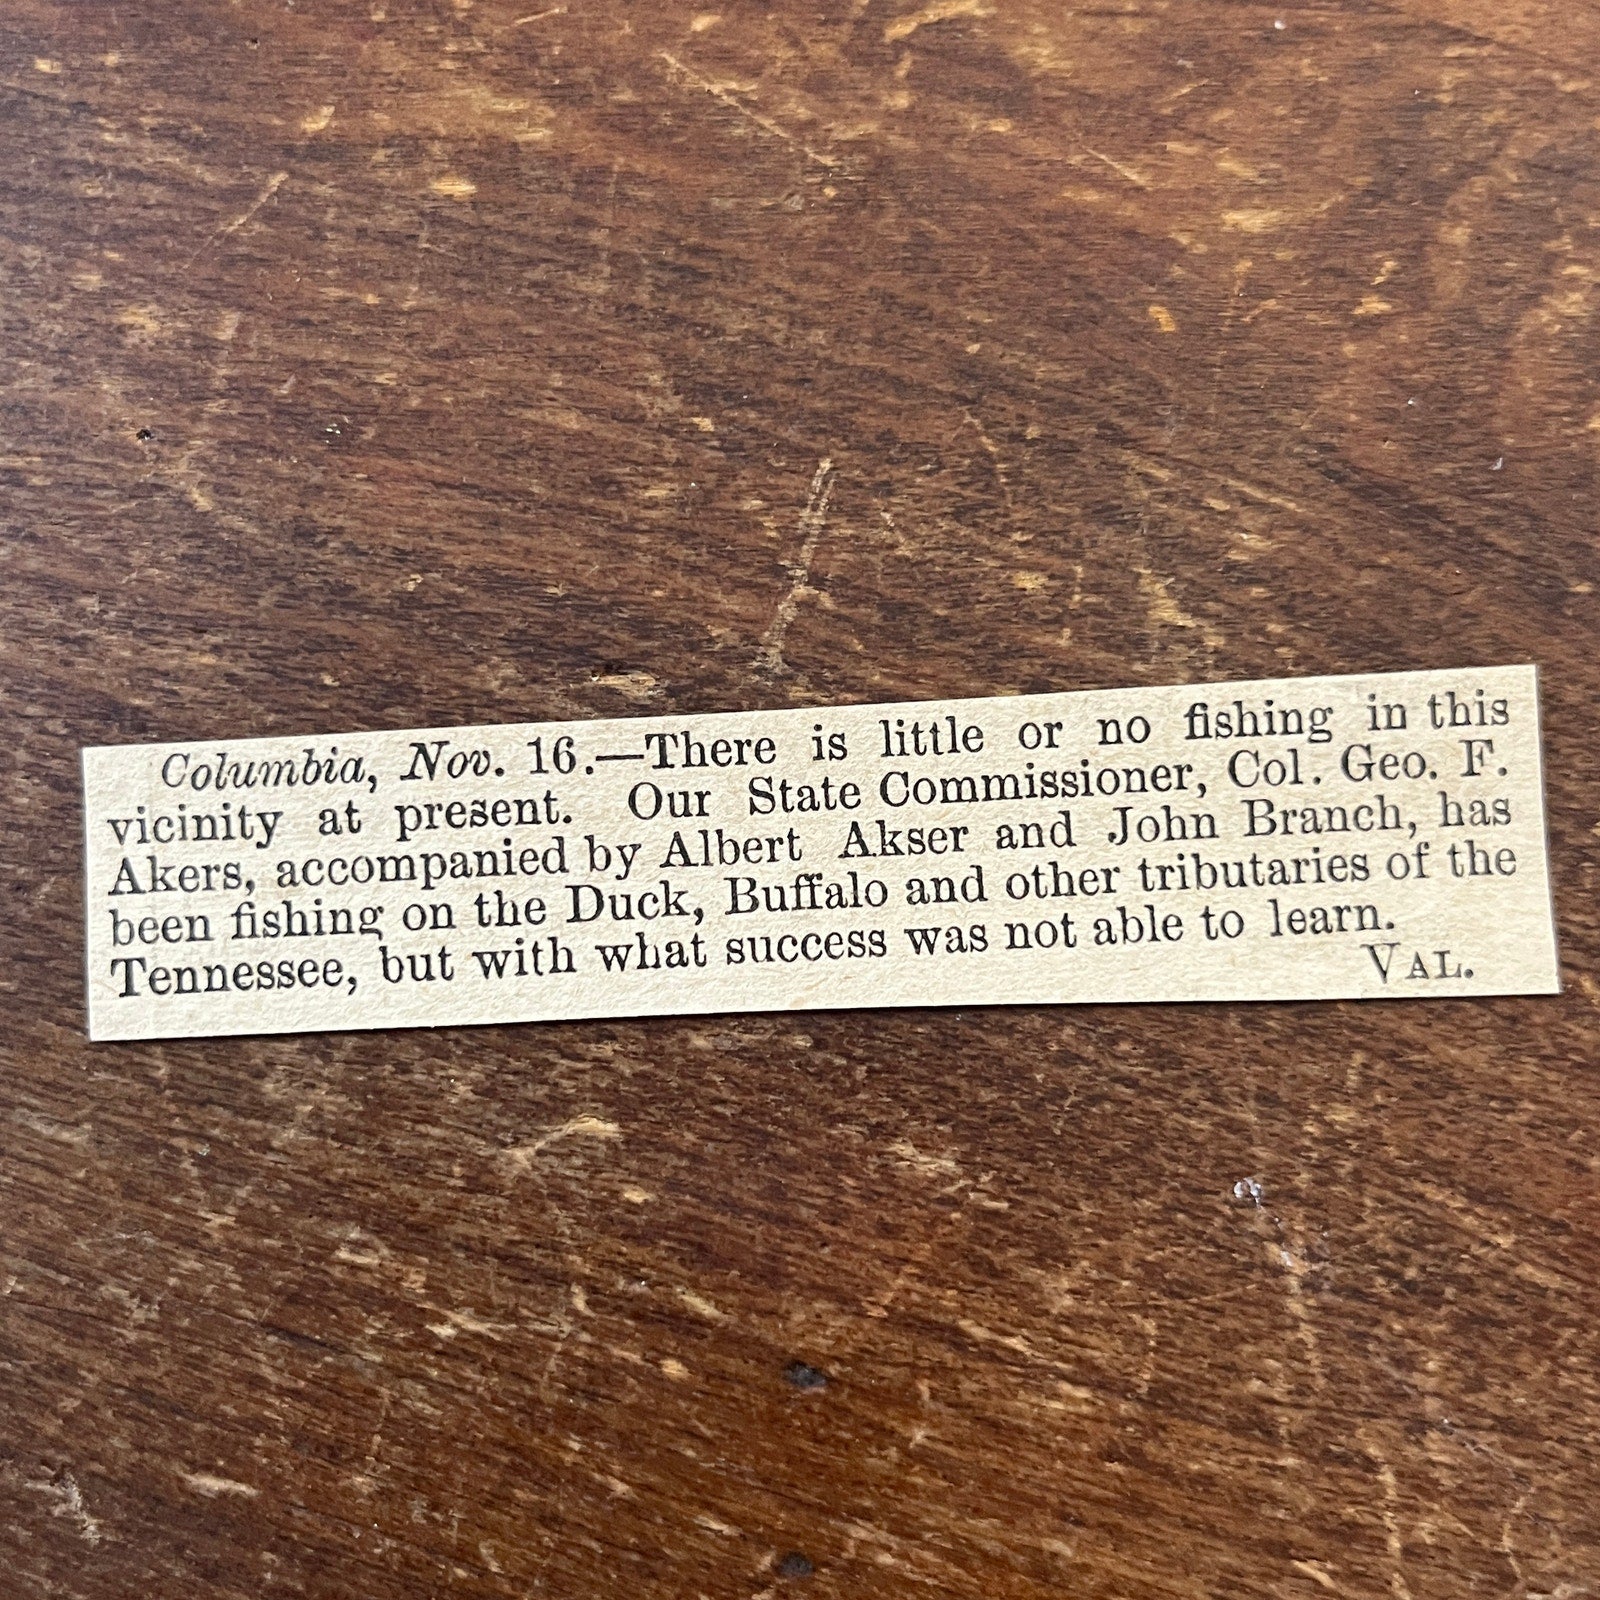 Columbia, Nov. 16.—There is little or no fishing in this
vicinity at present. Our State Commissioner, Col. Geo. F.
Akers, accompanied by Albert Akser and John Branch, has
been fishing on the Duck, Buffalo and other tributaries of the
Tennessee, but with what success was not able to learn.
VAL.